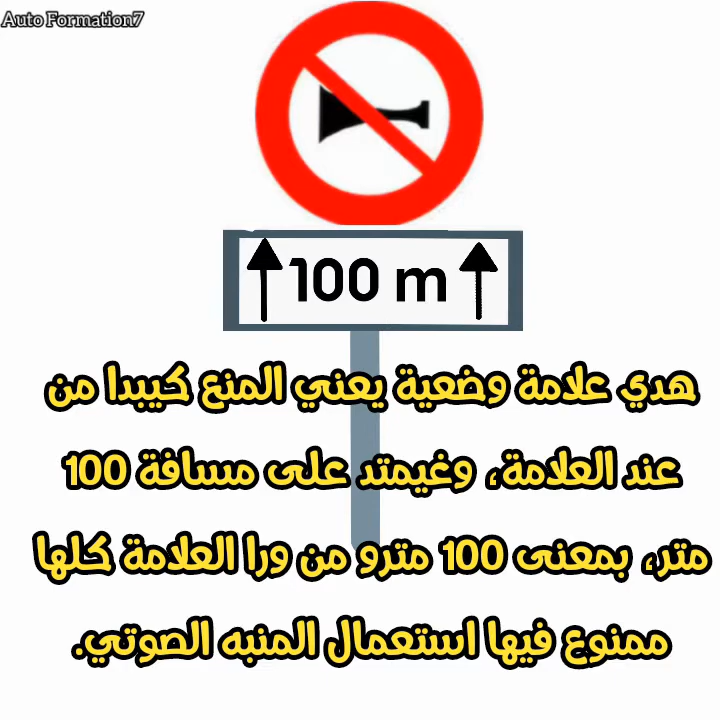 Auto Formation7
100 m
هدي علامة وضعية يعني المنع كيبدا من
عند العلامة، وغيمتد على مسافة 100
متر، بمعنى 100 مترو من ورا العلامة كلها
ممنوع فيها استعمال المنبه الصوتي.